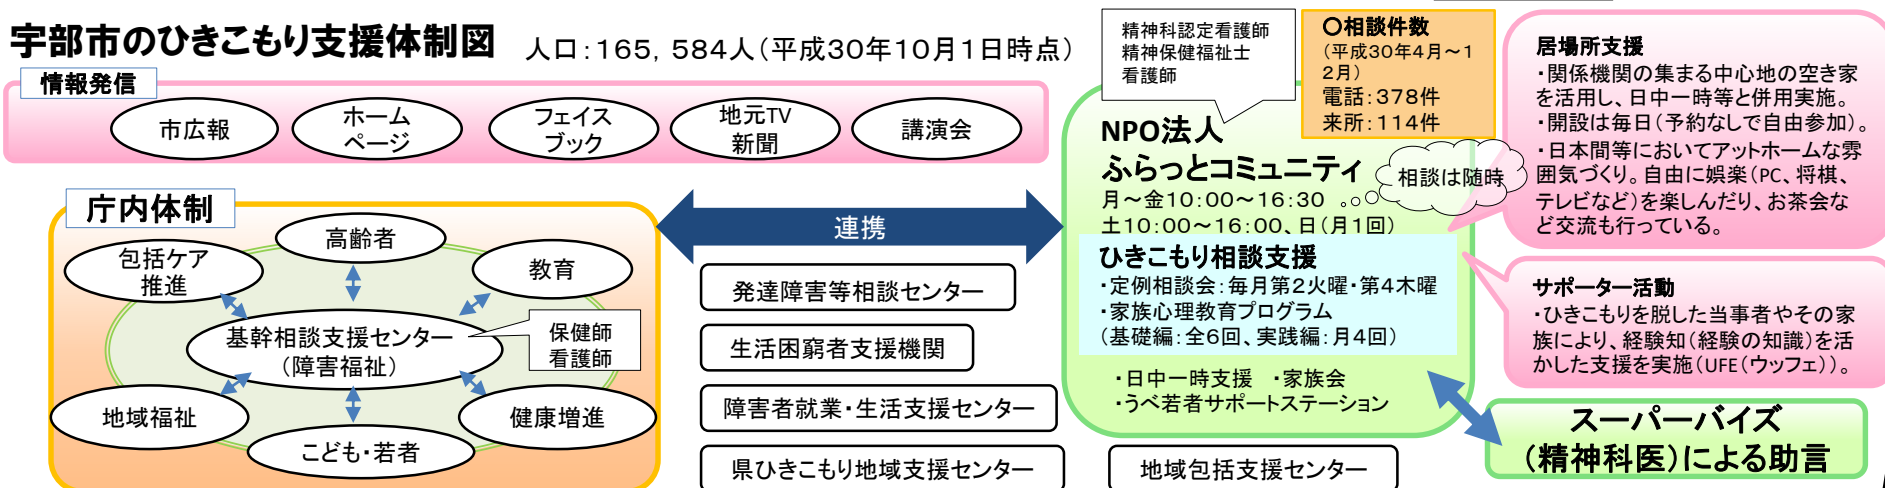 宇部市のひきこもり支援体制図
人口:165,584人(平成30年10月1日時点)
情報発信
市広報
ホーム
ページ
フェイス
ブック
地元TV
新聞
講演会
庁内体制
高齢者
包括ケア
推進
教育
基幹相談支援センター
(障害福祉)
保健師
看護師
地域福祉
健康増進
こども・若者
連携
発達障害等相談センター
生活困窮者支援機関
障害者就業・生活支援センター
県ひきこもり地域支援センター
地域包括支援センター
精神科認定看護師
精神保健福祉士
看護師
〇相談件数
(平成30年4月～1
2月)
電話:378件
来所:114件
NPO法人
ふらっとコミュニティ
相談は随時
月～金10:00～16:30
土10:00～16:00、日(月1回)
ひきこもり相談支援
・定例相談会:毎月第2火曜・第4木曜
・家族心理教育プログラム
(基礎編:全6回、実践編:月4回)
・日中一時支援 ・家族会
・うべ若者サポートステーション
居場所支援
・関係機関の集まる中心地の空き家
を活用し、日中一時等と併用実施。
・開設は毎日(予約なしで自由参加)。
・日本間等においてアットホームな雰
囲気づくり。自由に娯楽(PC、将棋、
テレビなど)を楽しんだり、お茶会な
ど交流も行っている。
サポーター活動
・ひきこもりを脱した当事者やその家
族により、経験知(経験の知識)を活
かした支援を実施(UFE(ウッフェ))。
スーパーバイズ
(精神科医)による助言